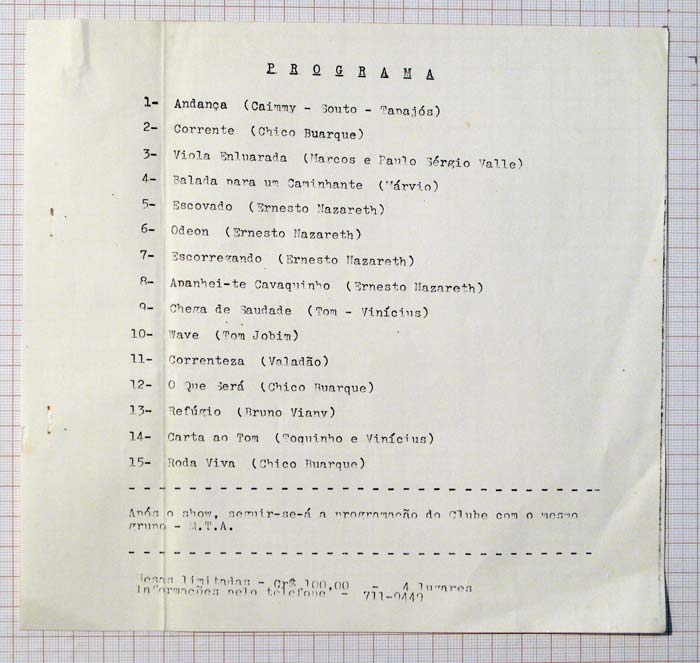 P R O G R A M A
1- Andança (Caimmy - Souto - Tapajós)
2- Corrente (Chico Buarque)
3- Viola Enluarada (Marcos e Paulo Sérgio Valle)
4- Balada para um Caminhante (Márvio)
5- Escovado (Ernesto Nazareth)
6- Odeon (Ernesto Nazareth)
7- Escorregando (Ernesto Nazareth)
8- Apanhei-te Cavaquinho (Ernesto Nazareth)
9- Chega de Saudade (Tom - Vinícius)
10- Wave (Tom Jobim)
11- Correnteza (Valadão)
12- O Que Será (Chico Buarque)
13- Refúgio (Bruno Viany)
14- Carta ao Tom (Toquinho e Vinícius)
15- Roda Viva (Chico Buarque)
Após o show, seguir-se-á a programação do Clube com o mesmo
grupo - M.T.A.
Mesas limitadas - Cr$ 100,00 - 4 lugares
Informações pelo telefone - 711-0449